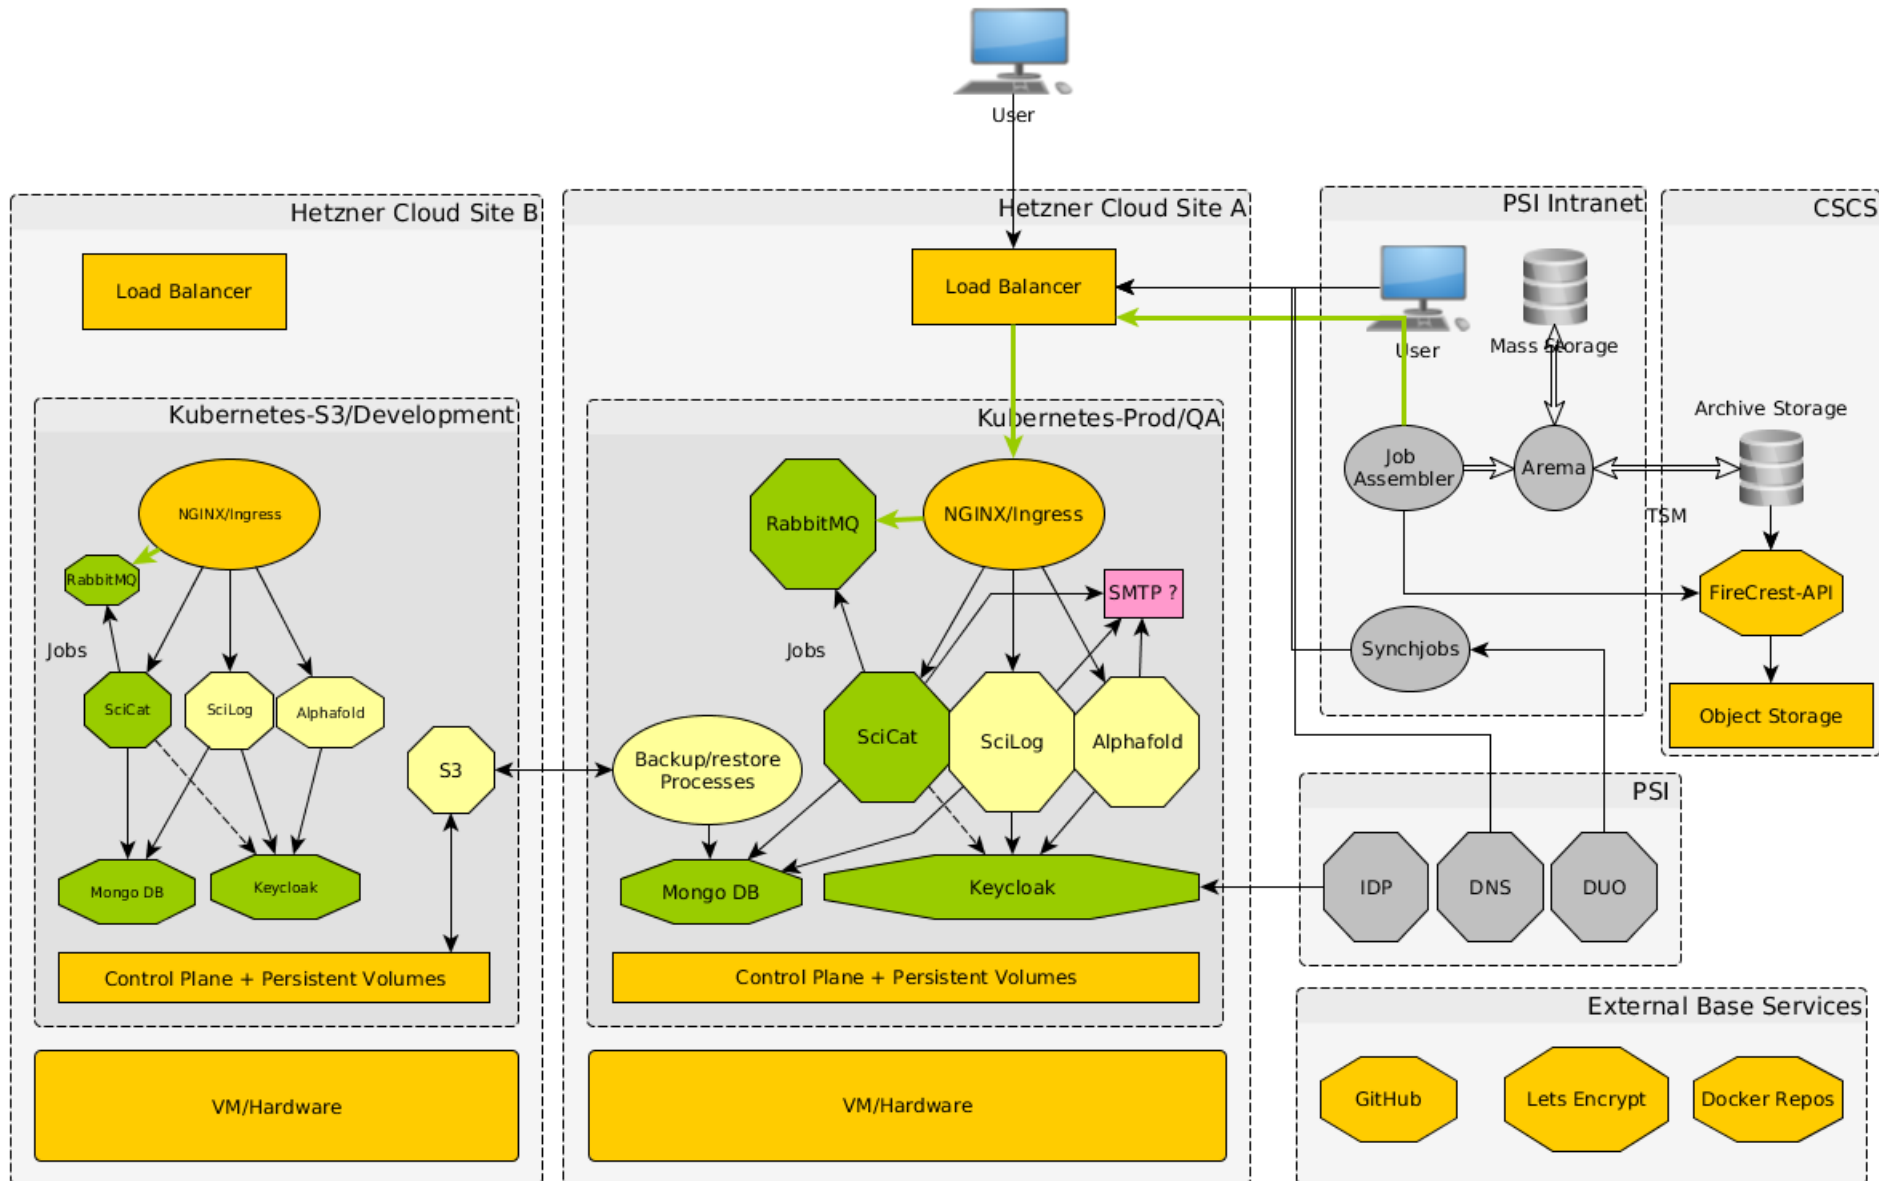 User
Hetzner Cloud Site B
Load Balancer
Kubernetes-S3/Development
NGINX/Ingress
RabbitMQ
Jobs
SciCat
SciLog
Alphafold
S3
Mongo DB
Keycloak
Control Plane + Persistent Volumes
VM/Hardware
Hetzner Cloud Site A
Load Balancer
Kubernetes-Prod/QA
RabbitMQ
NGINX/Ingress
SMTP ?
Jobs
SciCat
SciLog
Alphafold
Backup/restore
Processes
Mongo DB
Keycloak
Control Plane + Persistent Volumes
VM/Hardware
PSI Intranet
User
Mass Storage
Job
Assembler
Arema
TSM
Synchjobs
CSCS
Archive Storage
FireCrest-API
Object Storage
PSI
IDP
DNS
DUO
External Base Services
GitHub
Lets Encrypt
Docker Repos